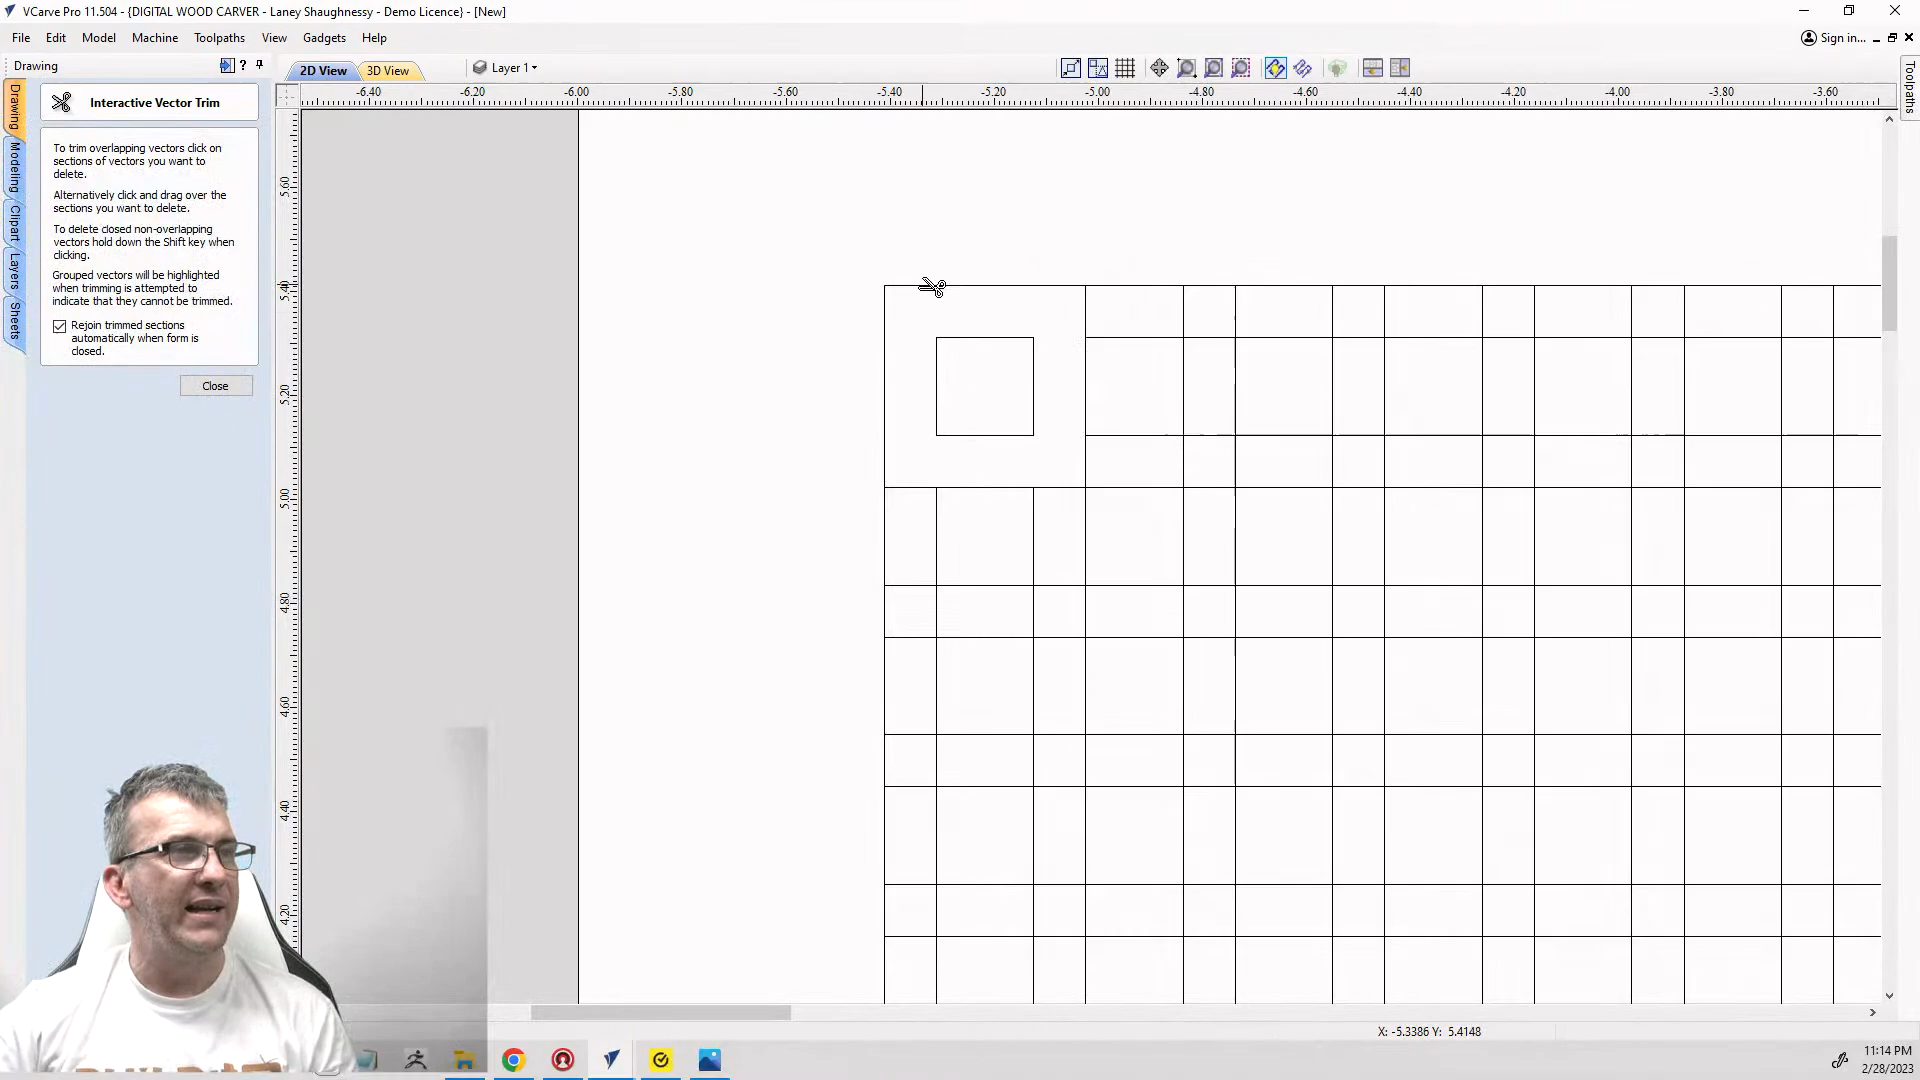 VCarve Pro 11.504 - {DIGITAL WOOD CARVER - Laney Shaughnessy - Demo Licence} - [New]
File Edit Model Machine Toolpaths View Gadgets Help
Sign in...
Drawing
?
2D View
3D View
Layer 1
Interactive Vector Trim
-6.40 -6.20 -6.00 -5.80 -5.60 -5.40 -5.20 -5.00 -4.80 -4.60 -4.40 -4.20 -4.00 -3.80 -3.60
To trim overlapping vectors click on
sections of vectors you want to
delete.
Alternatively click and drag over the
sections you want to delete.
To delete closed non-overlapping
vectors hold down the Shift key when
clicking.
Grouped vectors will be highlighted
when trimming is attempted to
indicate that they cannot be trimmed.
Rejoin trimmed sections
automatically when form is
closed.
Close
Drawing
Modeling
Clipart
Layers
Sheets
Toolpaths
5.60
5.40
5.20
5.00
4.80
4.60
4.40
4.20
X: -5.3386 Y: 5.4148
11:14 PM
2/28/2023